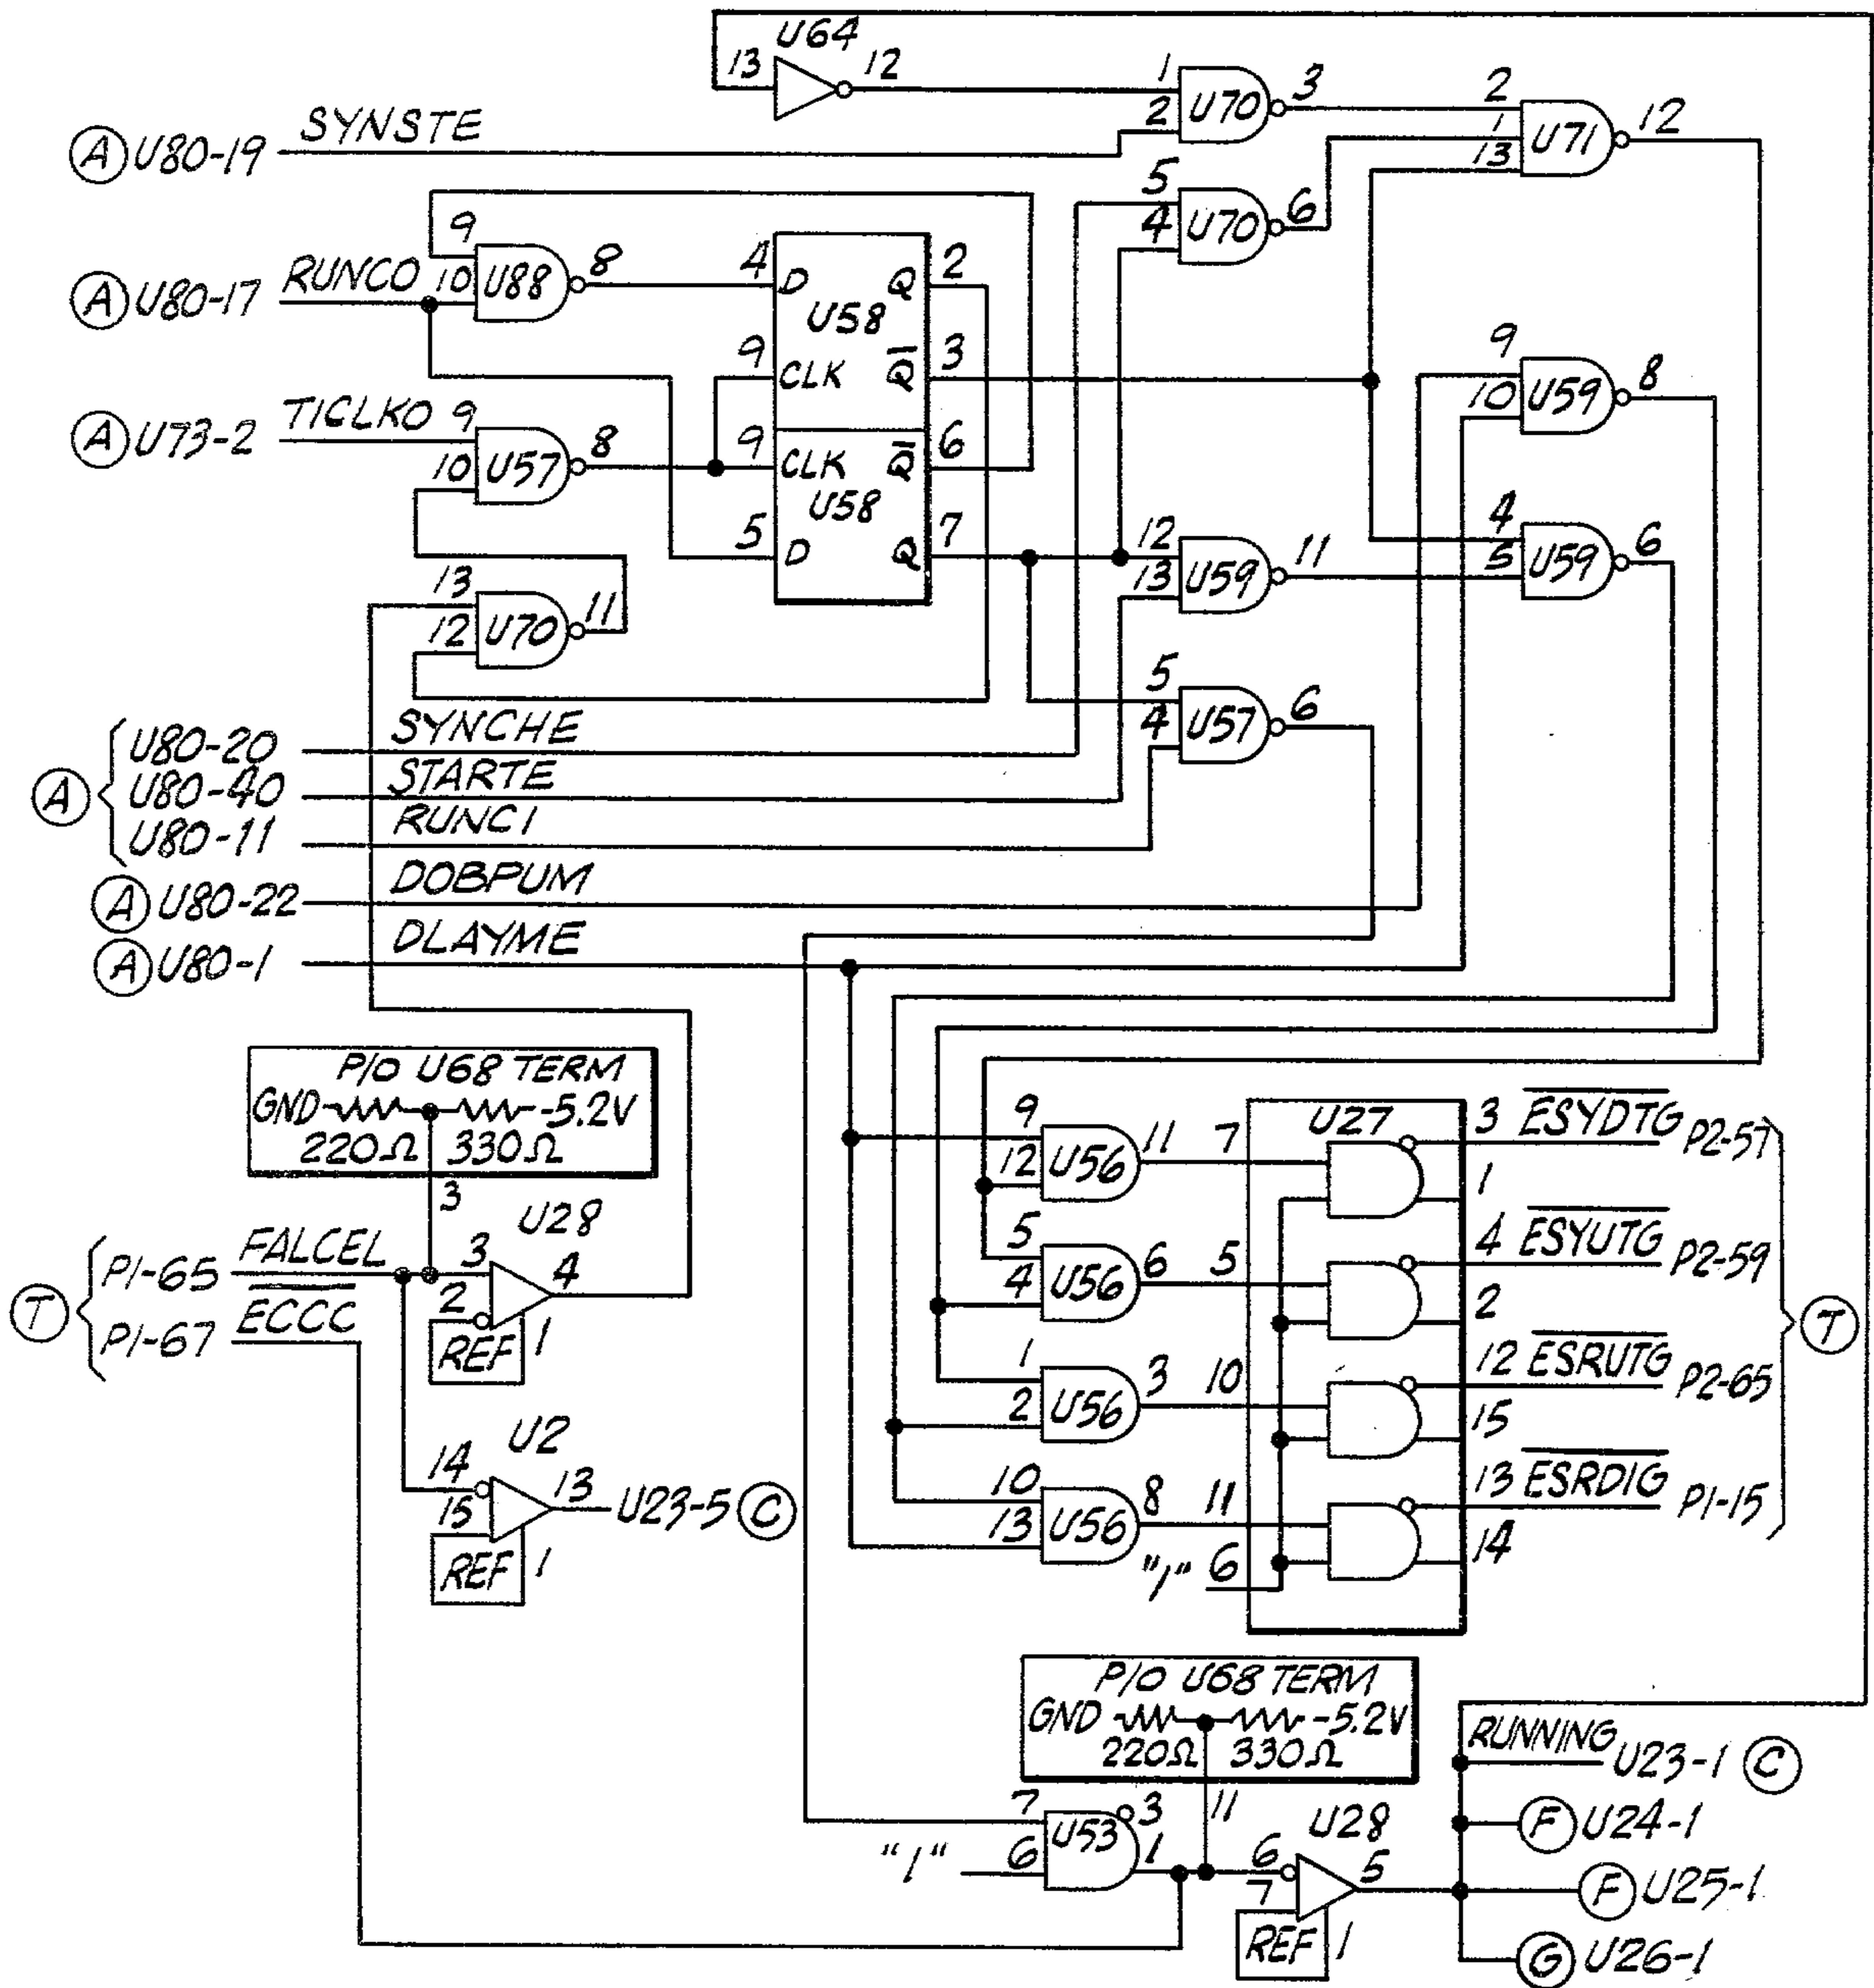 U64
13 12
1 2 U70 3
2 1 13 U71 12
(A) U80-19 SYNSTE
5 4 U70 6
9 10 U88 8
4 D Q 2
U58
9 CLK Q̅ 3
(A) U80-17 RUNCO
9 10 U59 8
(A) U73-2 TICLKO
9 10 U57 8
9 CLK Q̅ 6
U58
5 D Q 7
12 13 U59 11
4 5 U59 6
13 12 U70 11
5 4 U57 6
(A) { U80-20 SYNCHE
U80-40 STARTE
U80-11 RUNCI
(A) U80-22 DOBPUM
(A) U80-1 DLAYME
P/O U68 TERM
GND -5.2V
220Ω 330Ω
3
U28
(T) { P1-65 FALCEL 3 4
2
P1-67 E̅C̅C̅C̅
REF 1
U2
14 13 U23-5 (C)
15
REF 1
U27
9 12 U56 11 7 3 E̅S̅Y̅D̅T̅G̅ P2-57
1
5 4 U56 6 5 4 E̅S̅Y̅U̅T̅G̅ P2-59
2
} (T)
1 2 U56 3 10 12 E̅S̅R̅U̅T̅G̅ P2-65
15
10 13 U56 8 11 13 E̅S̅R̅D̅I̅G̅ P1-15
14
"1" 6
P/O U68 TERM
GND -5.2V
220Ω 330Ω
RUNNING U23-1 (C)
7 U53 3 11
U28
"1" 6 1 6 5
7
REF 1
(F) U24-1
(F) U25-1
(G) U26-1